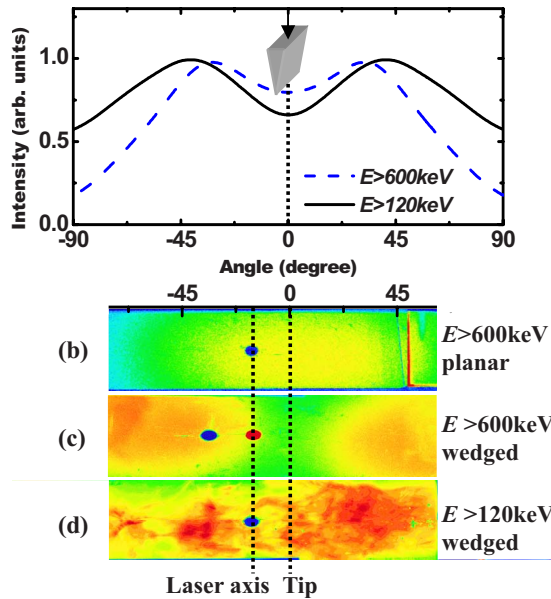 Intensity (arb. units)
1.0
0.5
0.0
E>600keV
E>120keV
-90 -45 0 45 90
Angle (degree)
-45 0 45
(b) E>600keV
planar
(c) E >600keV
wedged
(d) E >120keV
wedged
Laser axis Tip